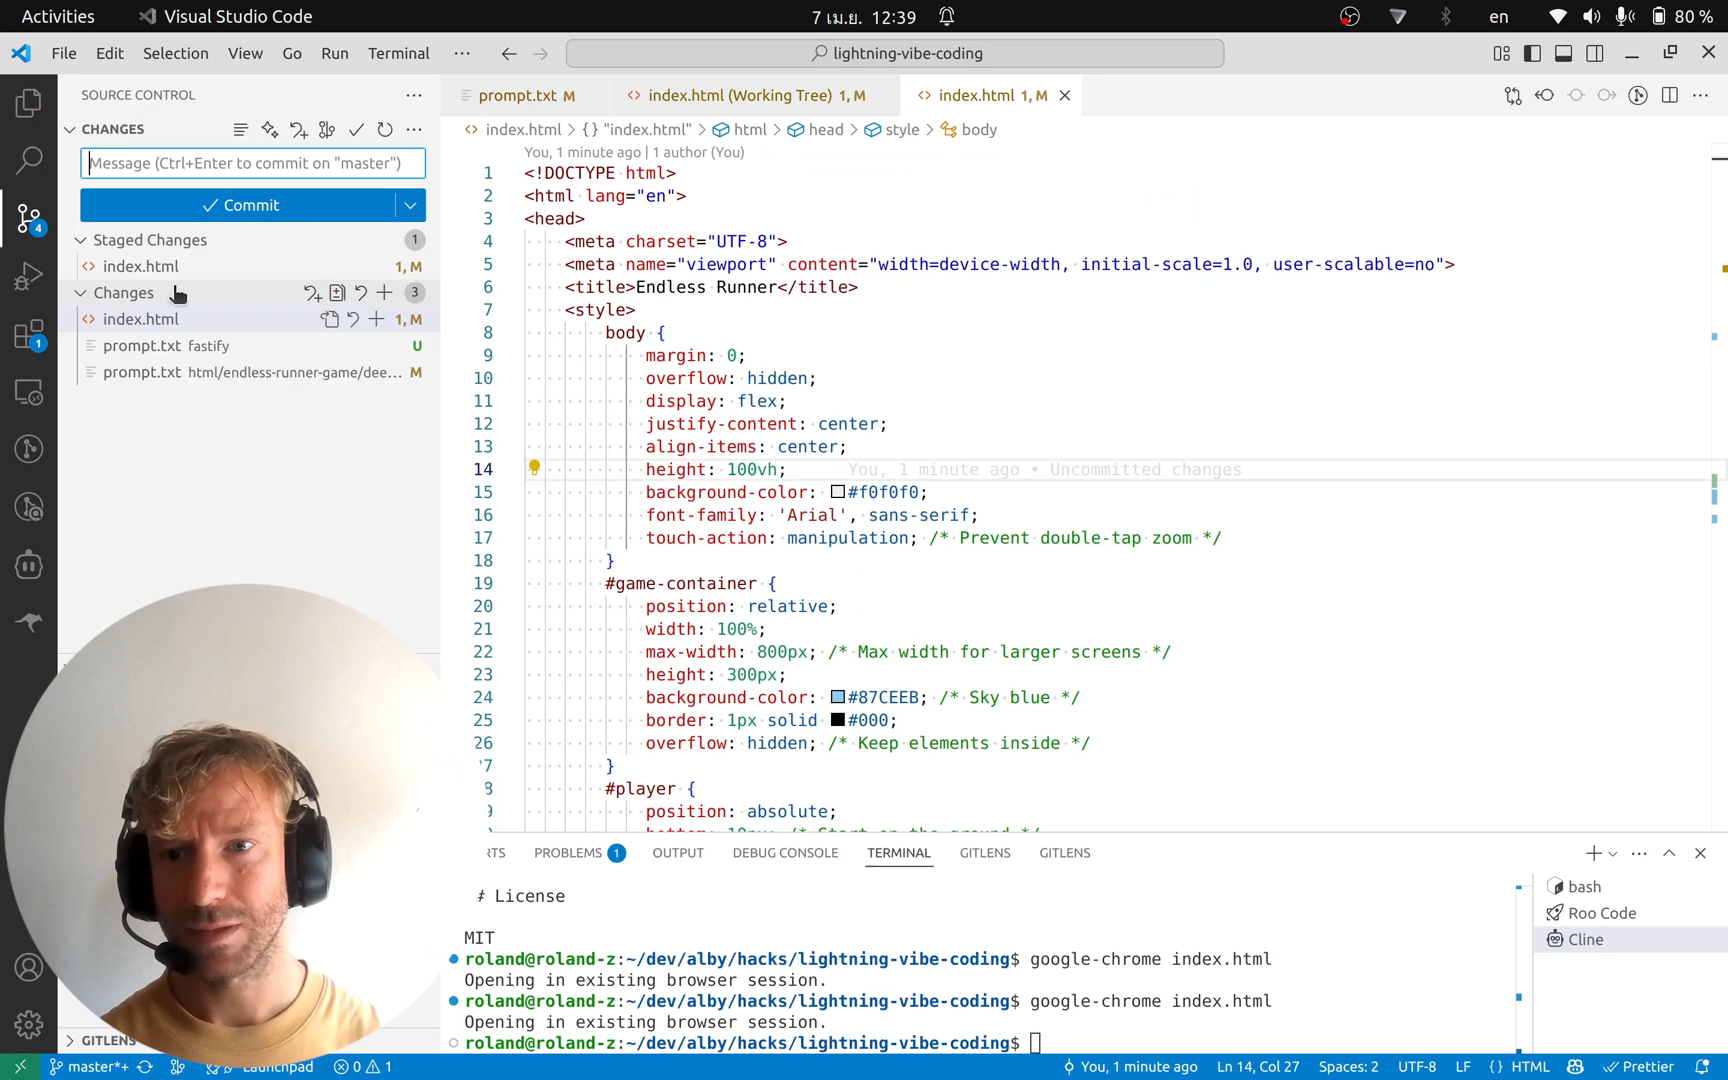 Activities
Visual Studio Code
7 เม.ย. 12:39
en
80 %
File Edit Selection View Go Run Terminal ···
lightning-vibe-coding
SOURCE CONTROL
CHANGES
Message (Ctrl+Enter to commit on "master")
Commit
Staged Changes 1
index.html 1, M
Changes 3
index.html 1, M
prompt.txt fastify U
prompt.txt html/endless-runner-game/dee... M
GITLENS
prompt.txt M
index.html (Working Tree) 1, M
index.html 1, M
index.html > {} "index.html" > html > head > style > body
You, 1 minute ago | 1 author (You)
1 <!DOCTYPE html>
2 <html lang="en">
3 <head>
4 <meta charset="UTF-8">
5 <meta name="viewport" content="width=device-width, initial-scale=1.0, user-scalable=no">
6 <title>Endless Runner</title>
7 <style>
8 body {
9 margin: 0;
10 overflow: hidden;
11 display: flex;
12 justify-content: center;
13 align-items: center;
14 height: 100vh; You, 1 minute ago • Uncommitted changes
15 background-color: #f0f0f0;
16 font-family: 'Arial', sans-serif;
17 touch-action: manipulation; /* Prevent double-tap zoom */
18 }
19 #game-container {
20 position: relative;
21 width: 100%;
22 max-width: 800px; /* Max width for larger screens */
23 height: 300px;
24 background-color: #87CEEB; /* Sky blue */
25 border: 1px solid #000;
26 overflow: hidden; /* Keep elements inside */
7 }
8 #player {
9 position: absolute;
bottom: 10px; /* Start on the ground */
RTS PROBLEMS 1 OUTPUT DEBUG CONSOLE TERMINAL GITLENS GITLENS
# License
MIT
roland@roland-z:~/dev/alby/hacks/lightning-vibe-coding$ google-chrome index.html
Opening in existing browser session.
roland@roland-z:~/dev/alby/hacks/lightning-vibe-coding$ google-chrome index.html
Opening in existing browser session.
roland@roland-z:~/dev/alby/hacks/lightning-vibe-coding$
bash
Roo Code
Cline
4
1
master*+
Launchpad
0 1
You, 1 minute ago
Ln 14, Col 27
Spaces: 2
UTF-8
LF
{} HTML
Prettier